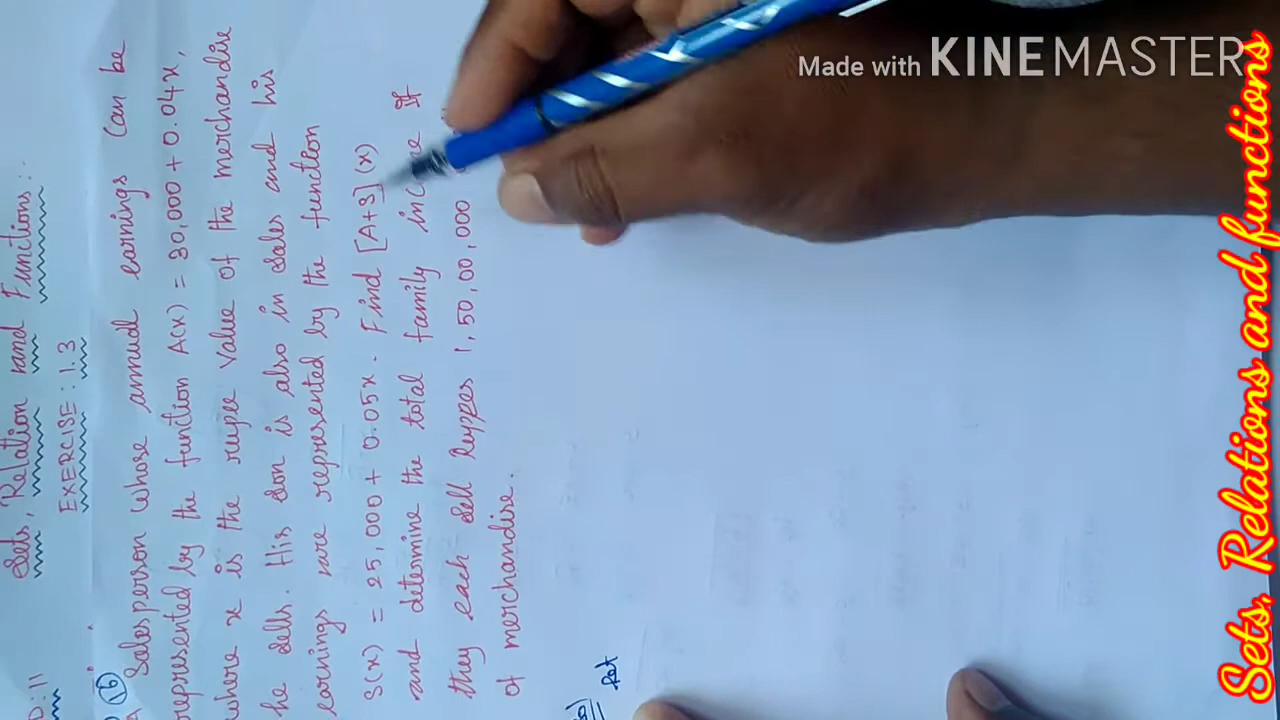 D: 11
Sets, Relation and Functions:
EXERCISE: 1.3
16
A Salesperson whose annual earnings can be
represented by the function A(x) = 30,000 + 0.04x,
where x is the rupee value of the merchandise
he sells. His son is also in sales and his
earnings are represented by the function
S(x) = 25,000 + 0.05x. Find [A+S](x)
and determine the total family income if
they each sell Ruppes 1,50,00,000
of merchandise.
Made with KINEMASTER
Sets, Relations and functions